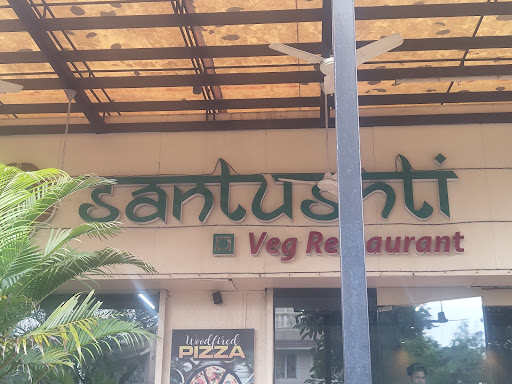 Santushti
Veg Restaurant
Woodfired
PIZZA